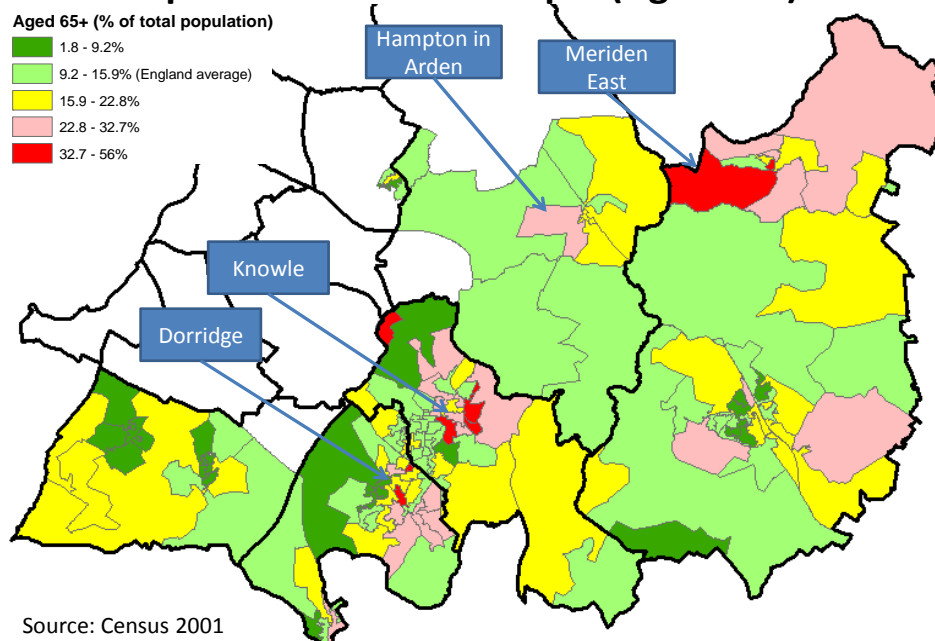 Aged 65+ (% of total population)
1.8 - 9.2%
9.2 - 15.9% (England average)
15.9 - 22.8%
22.8 - 32.7%
32.7 - 56%
Hampton in
Arden
Meriden
East
Knowle
Dorridge
Source: Census 2001